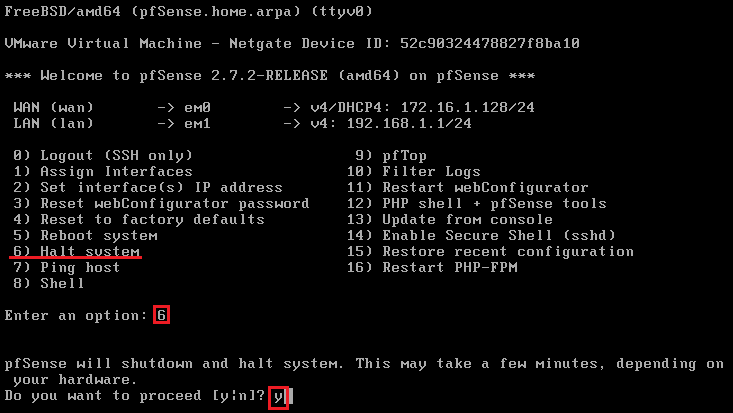 FreeBSD/amd64 (pfSense.home.arpa) (ttyv0)
VMware Virtual Machine - Netgate Device ID: 52c90324478827f8ba10
*** Welcome to pfSense 2.7.2-RELEASE (amd64) on pfSense ***
WAN (wan) -> em0 -> v4/DHCP4: 172.16.1.128/24
LAN (lan) -> em1 -> v4: 192.168.1.1/24
0) Logout (SSH only) 9) pfTop
1) Assign Interfaces 10) Filter Logs
2) Set interface(s) IP address 11) Restart webConfigurator
3) Reset webConfigurator password 12) PHP shell + pfSense tools
4) Reset to factory defaults 13) Update from console
5) Reboot system 14) Enable Secure Shell (sshd)
6) Halt system 15) Restore recent configuration
7) Ping host 16) Restart PHP-FPM
8) Shell
Enter an option: 6
pfSense will shutdown and halt system. This may take a few minutes, depending on
your hardware.
Do you want to proceed [y|n]? y